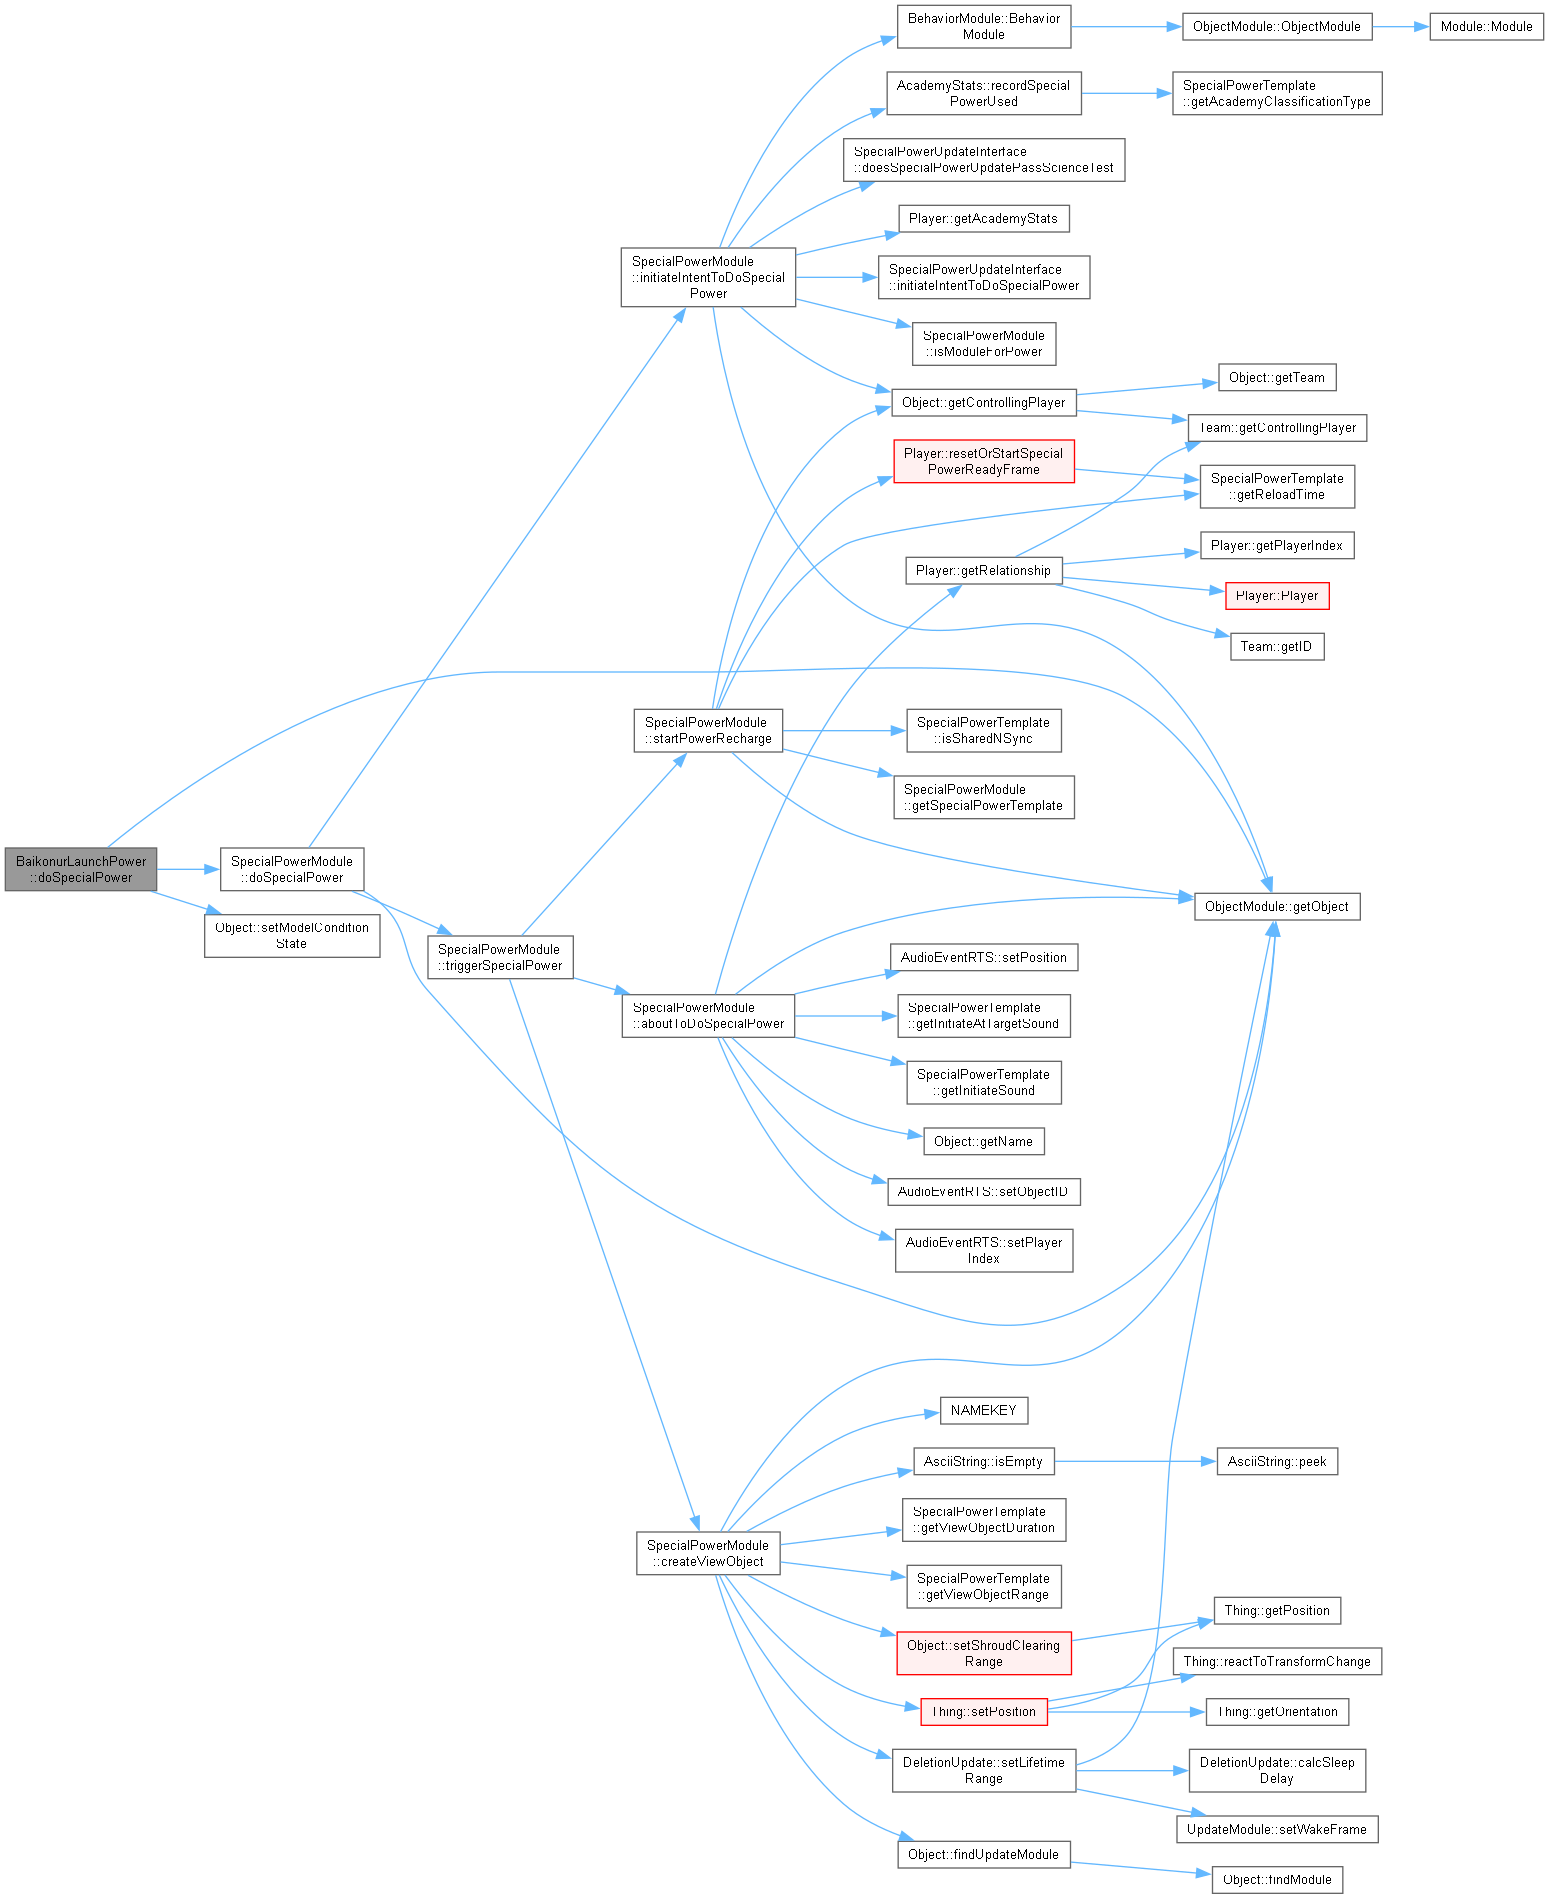 BehaviorModule::Behavior
Module
ObjectModule::ObjectModule
Module::Module
AcademyStats::recordSpecial
PowerUsed
SpecialPowerTemplate
::getAcademyClassificationType
SpecialPowerUpdateInterface
::doesSpecialPowerUpdatePassScienceTest
Player::getAcademyStats
SpecialPowerModule
::initiateIntentToDoSpecial
Power
SpecialPowerUpdateInterface
::initiateIntentToDoSpecialPower
SpecialPowerModule
::isModuleForPower
Object::getControllingPlayer
Object::getTeam
Team::getControllingPlayer
Player::resetOrStartSpecial
PowerReadyFrame
SpecialPowerTemplate
::getReloadTime
Player::getRelationship
Player::getPlayerIndex
Player::Player
Team::getID
SpecialPowerModule
::startPowerRecharge
SpecialPowerTemplate
::isSharedNSync
SpecialPowerModule
::getSpecialPowerTemplate
BaikonurLaunchPower
::doSpecialPower
SpecialPowerModule
::doSpecialPower
Object::setModelCondition
State
ObjectModule::getObject
SpecialPowerModule
::triggerSpecialPower
SpecialPowerModule
::aboutToDoSpecialPower
AudioEventRTS::setPosition
SpecialPowerTemplate
::getInitiateAtTargetSound
SpecialPowerTemplate
::getInitiateSound
Object::getName
AudioEventRTS::setObjectID
AudioEventRTS::setPlayer
Index
NAMEKEY
AsciiString::isEmpty
AsciiString::peek
SpecialPowerTemplate
::getViewObjectDuration
SpecialPowerModule
::createViewObject
SpecialPowerTemplate
::getViewObjectRange
Object::setShroudClearing
Range
Thing::getPosition
Thing::reactToTransformChange
Thing::setPosition
Thing::getOrientation
DeletionUpdate::setLifetime
Range
DeletionUpdate::calcSleep
Delay
UpdateModule::setWakeFrame
Object::findUpdateModule
Object::findModule